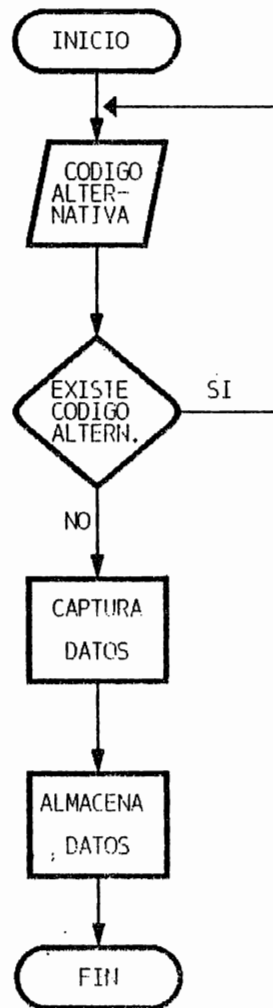 INICIO
CODIGO
ALTER-
NATIVA
EXISTE
CODIGO
ALTERN.
SI
NO
CAPTURA
DATOS
ALMACENA
DATOS
FIN